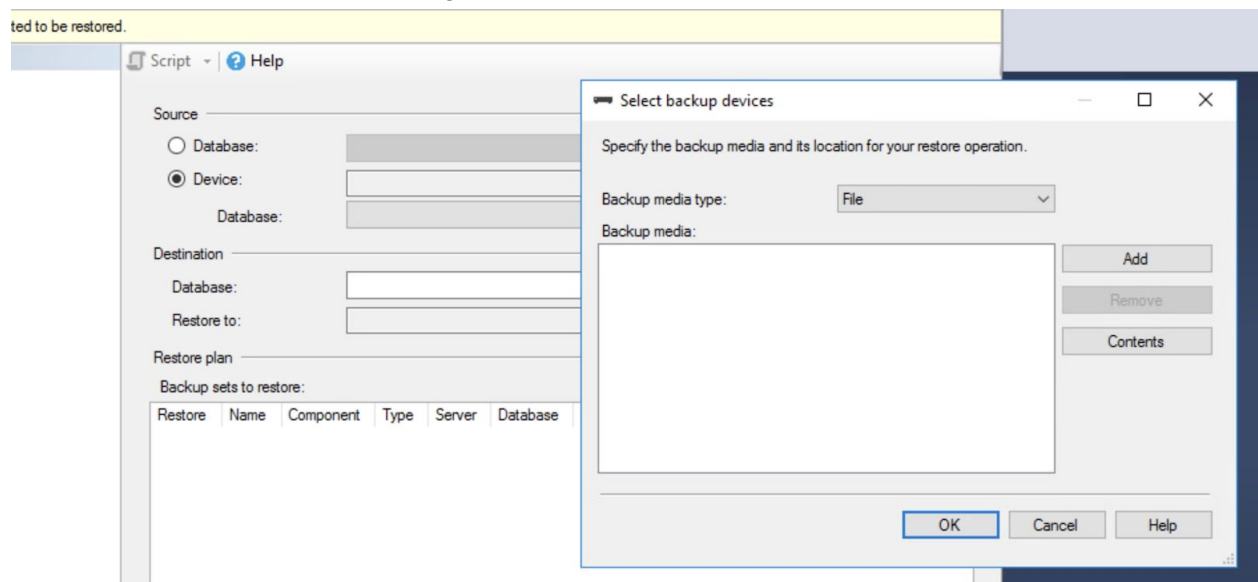 ted to be restored.
Script Help
Source
Database:
Device:
Database:
Destination
Database:
Restore to:
Restore plan
Backup sets to restore:
Restore Name Component Type Server Database
Select backup devices
Specify the backup media and its location for your restore operation.
Backup media type: File
Backup media:
Add
Remove
Contents
OK Cancel Help